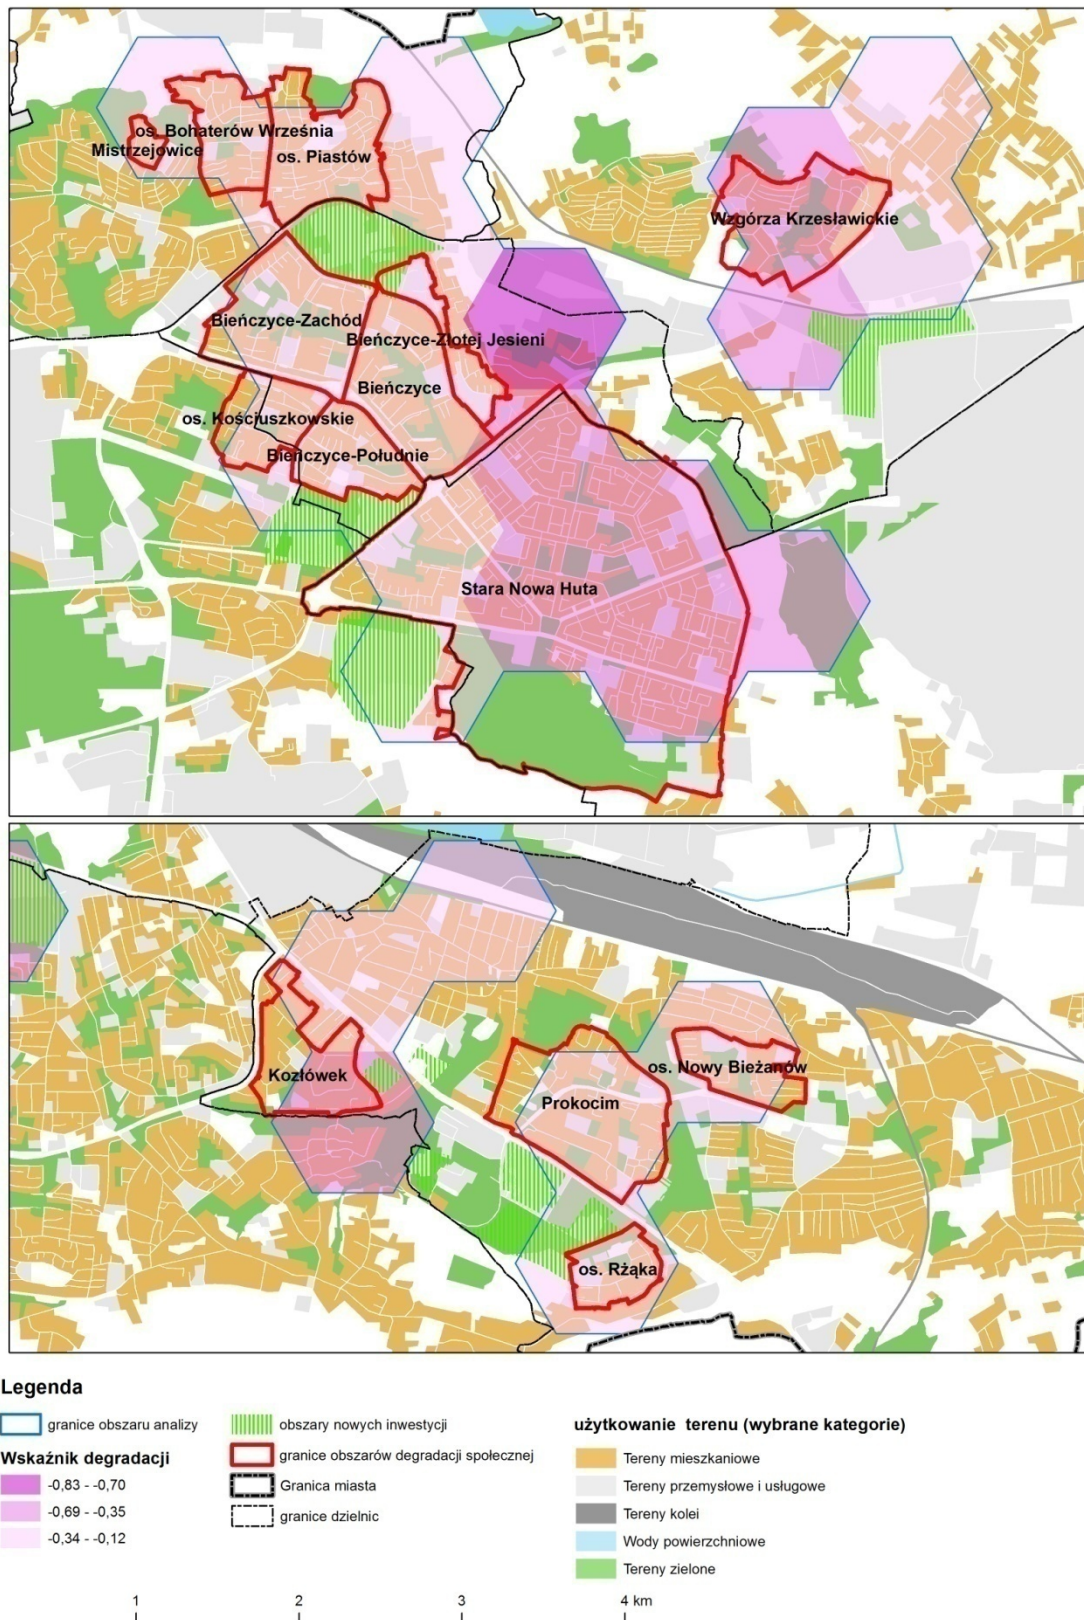 os. Bohaterów Września
Mistrzejowice
os. Piastów
Wzgórza Krzesławickie
Bieńczyce-Zachód
Bieńczyce-Złotej Jesieni
Bieńczyce
os. Kościuszkowskie
Bieńczyce-Południe
Stara Nowa Huta
Kozłówek
os. Nowy Bieżanów
Prokocim
os. Rżąka
Legenda
granice obszaru analizy
Wskaźnik degradacji
-0,83 - -0,70
-0,69 - -0,35
-0,34 - -0,12
obszary nowych inwestycji
granice obszarów degradacji społecznej
Granica miasta
granice dzielnic
użytkowanie terenu (wybrane kategorie)
Tereny mieszkaniowe
Tereny przemysłowe i usługowe
Tereny kolei
Wody powierzchniowe
Tereny zielone
1 2 3 4 km